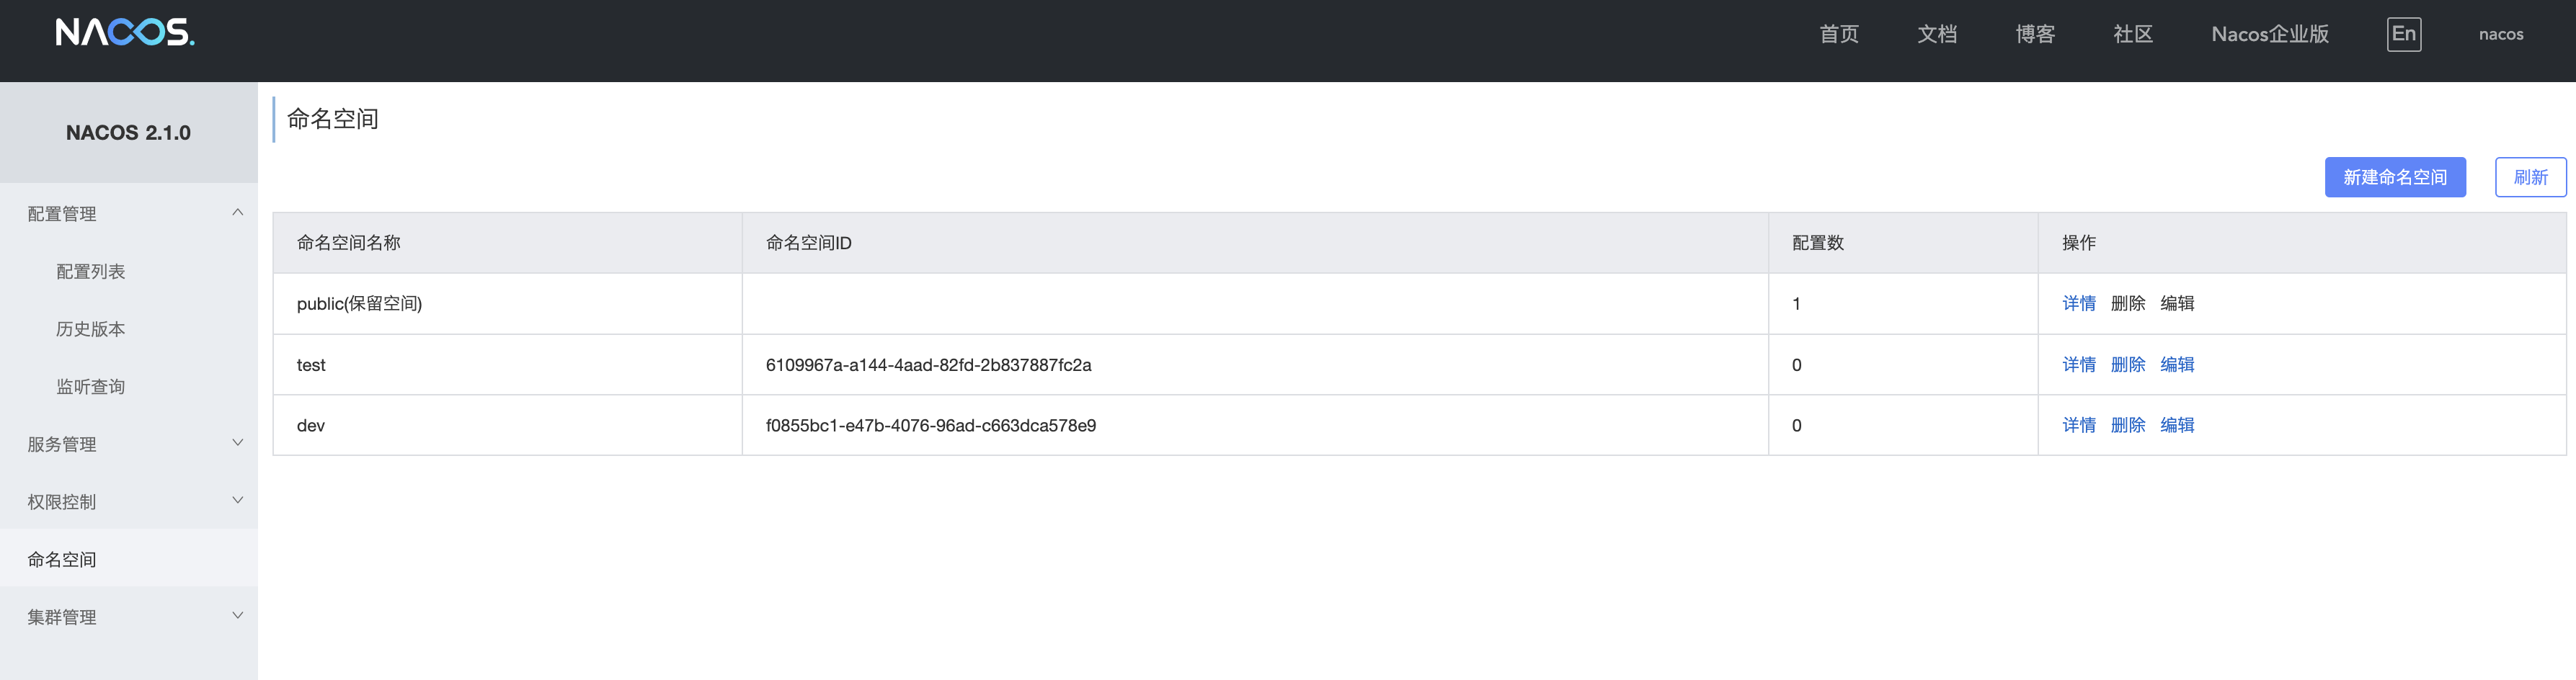 NACOS.
首页 文档 博客 社区 Nacos企业版 En nacos
NACOS 2.1.0
配置管理
配置列表
历史版本
监听查询
服务管理
权限控制
命名空间
集群管理
命名空间
新建命名空间 刷新
命名空间名称 命名空间ID 配置数 操作
public(保留空间) 1 详情 删除 编辑
test 6109967a-a144-4aad-82fd-2b837887fc2a 0 详情 删除 编辑
dev f0855bc1-e47b-4076-96ad-c663dca578e9 0 详情 删除 编辑